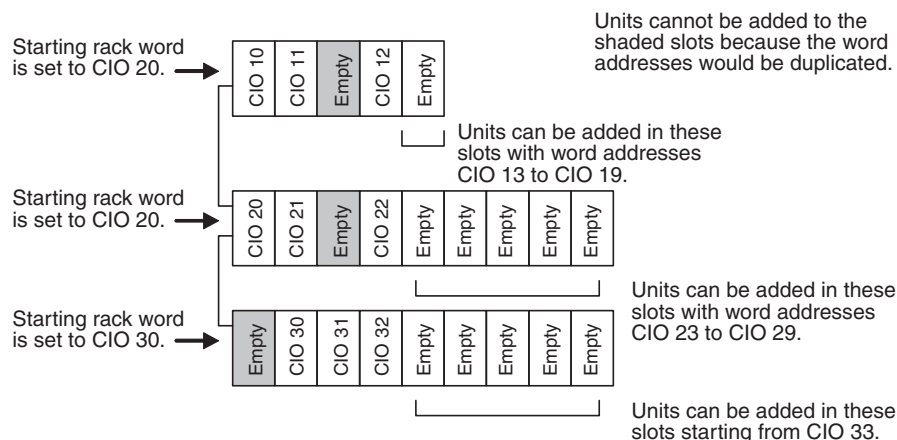 Units cannot be added to the
shaded slots because the word
addresses would be duplicated.
Starting rack word
is set to CIO 20.
CIO 10
CIO 11
Empty
CIO 12
Empty
Units can be added in these
slots with word addresses
CIO 13 to CIO 19.
Starting rack word
is set to CIO 20.
CIO 20
CIO 21
Empty
CIO 22
Empty
Empty
Empty
Empty
Empty
Units can be added in these
slots with word addresses
CIO 23 to CIO 29.
Starting rack word
is set to CIO 30.
Empty
CIO 30
CIO 31
CIO 32
Empty
Empty
Empty
Empty
Empty
Units can be added in these
slots starting from CIO 33.